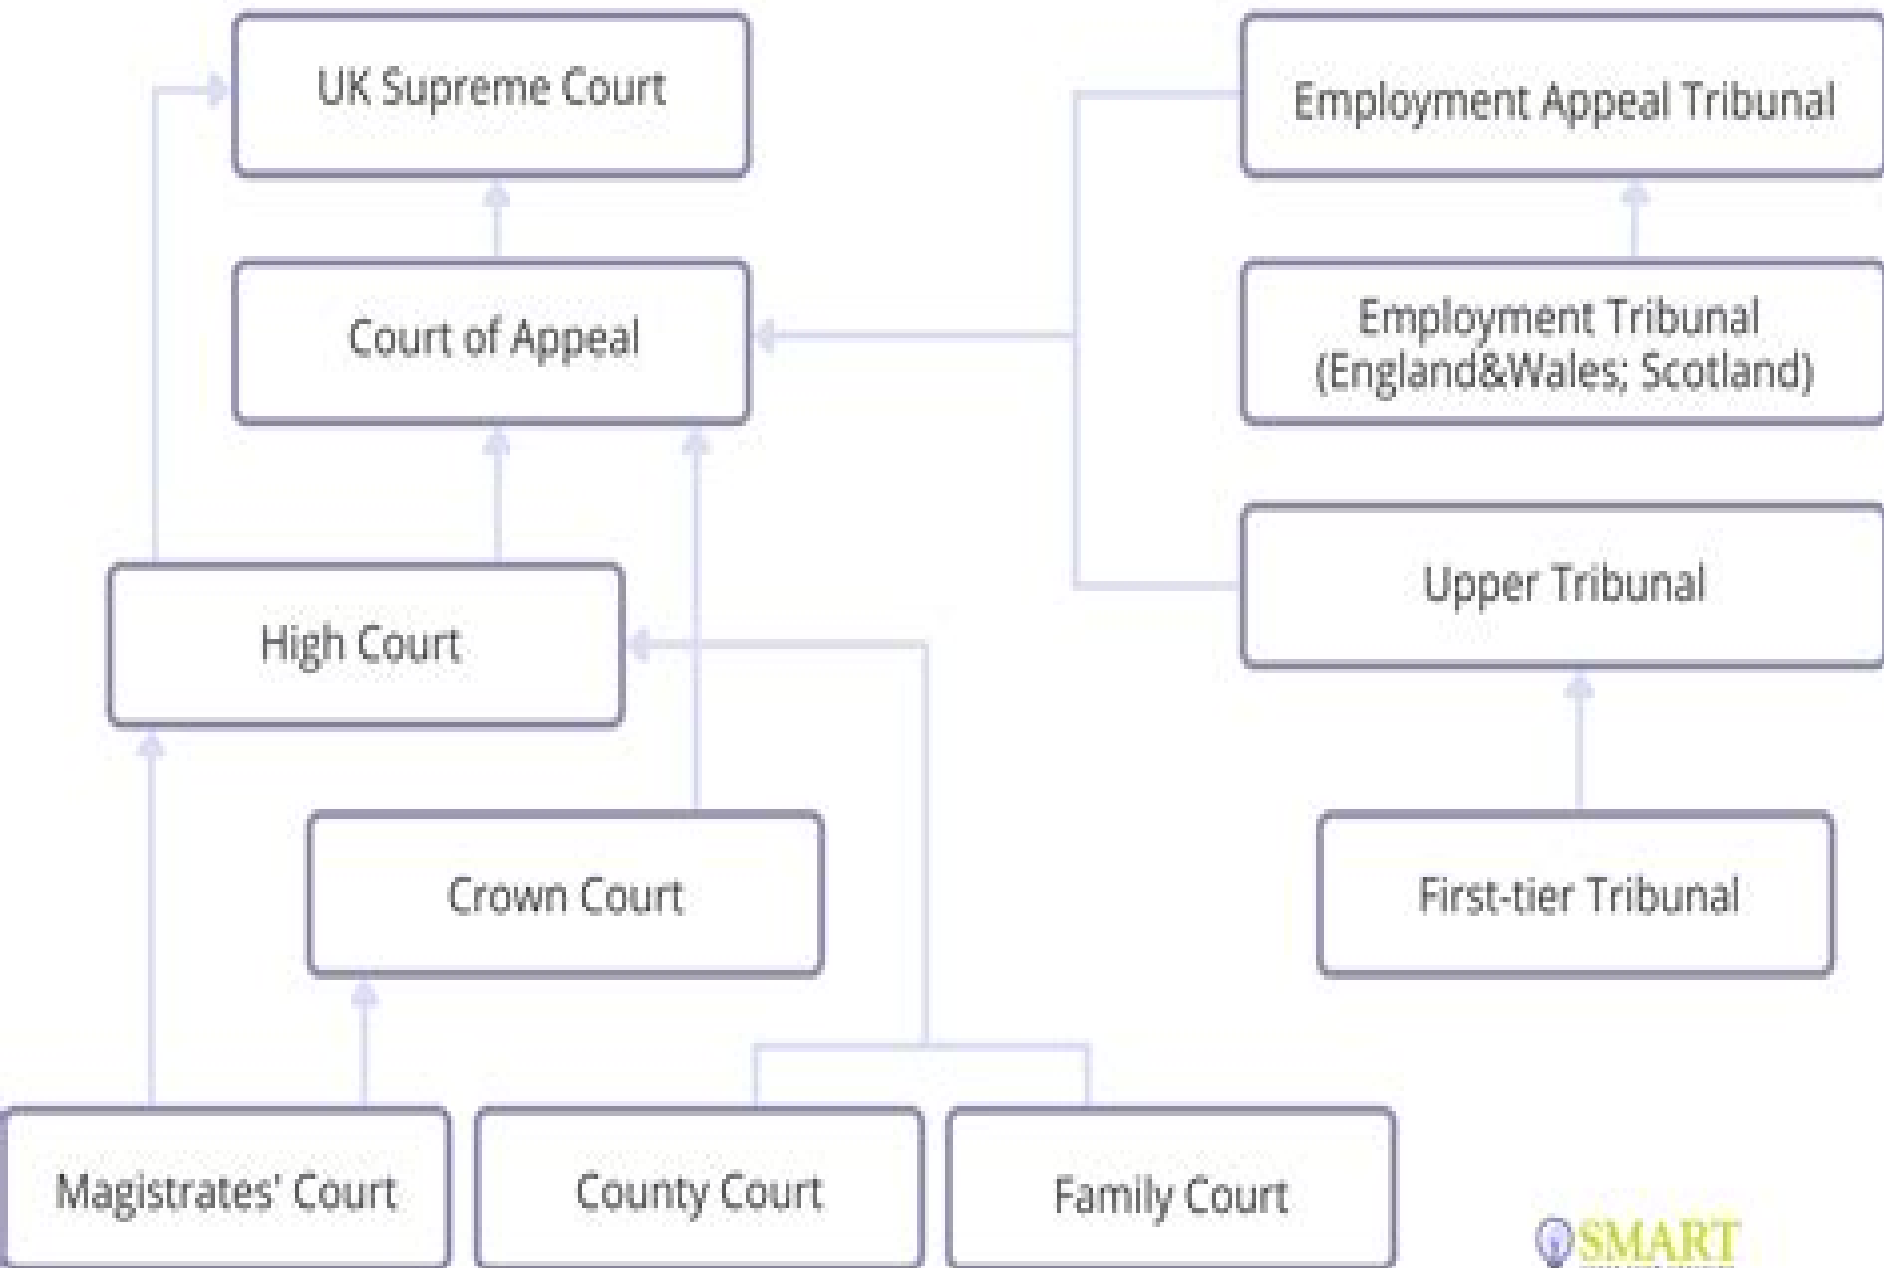 UK Supreme Court
Employment Appeal Tribunal
Court of Appeal
Employment Tribunal
(England&Wales; Scotland)
High Court
Upper Tribunal
Crown Court
First-tier Tribunal
Magistrates' Court
County Court
Family Court
SMART